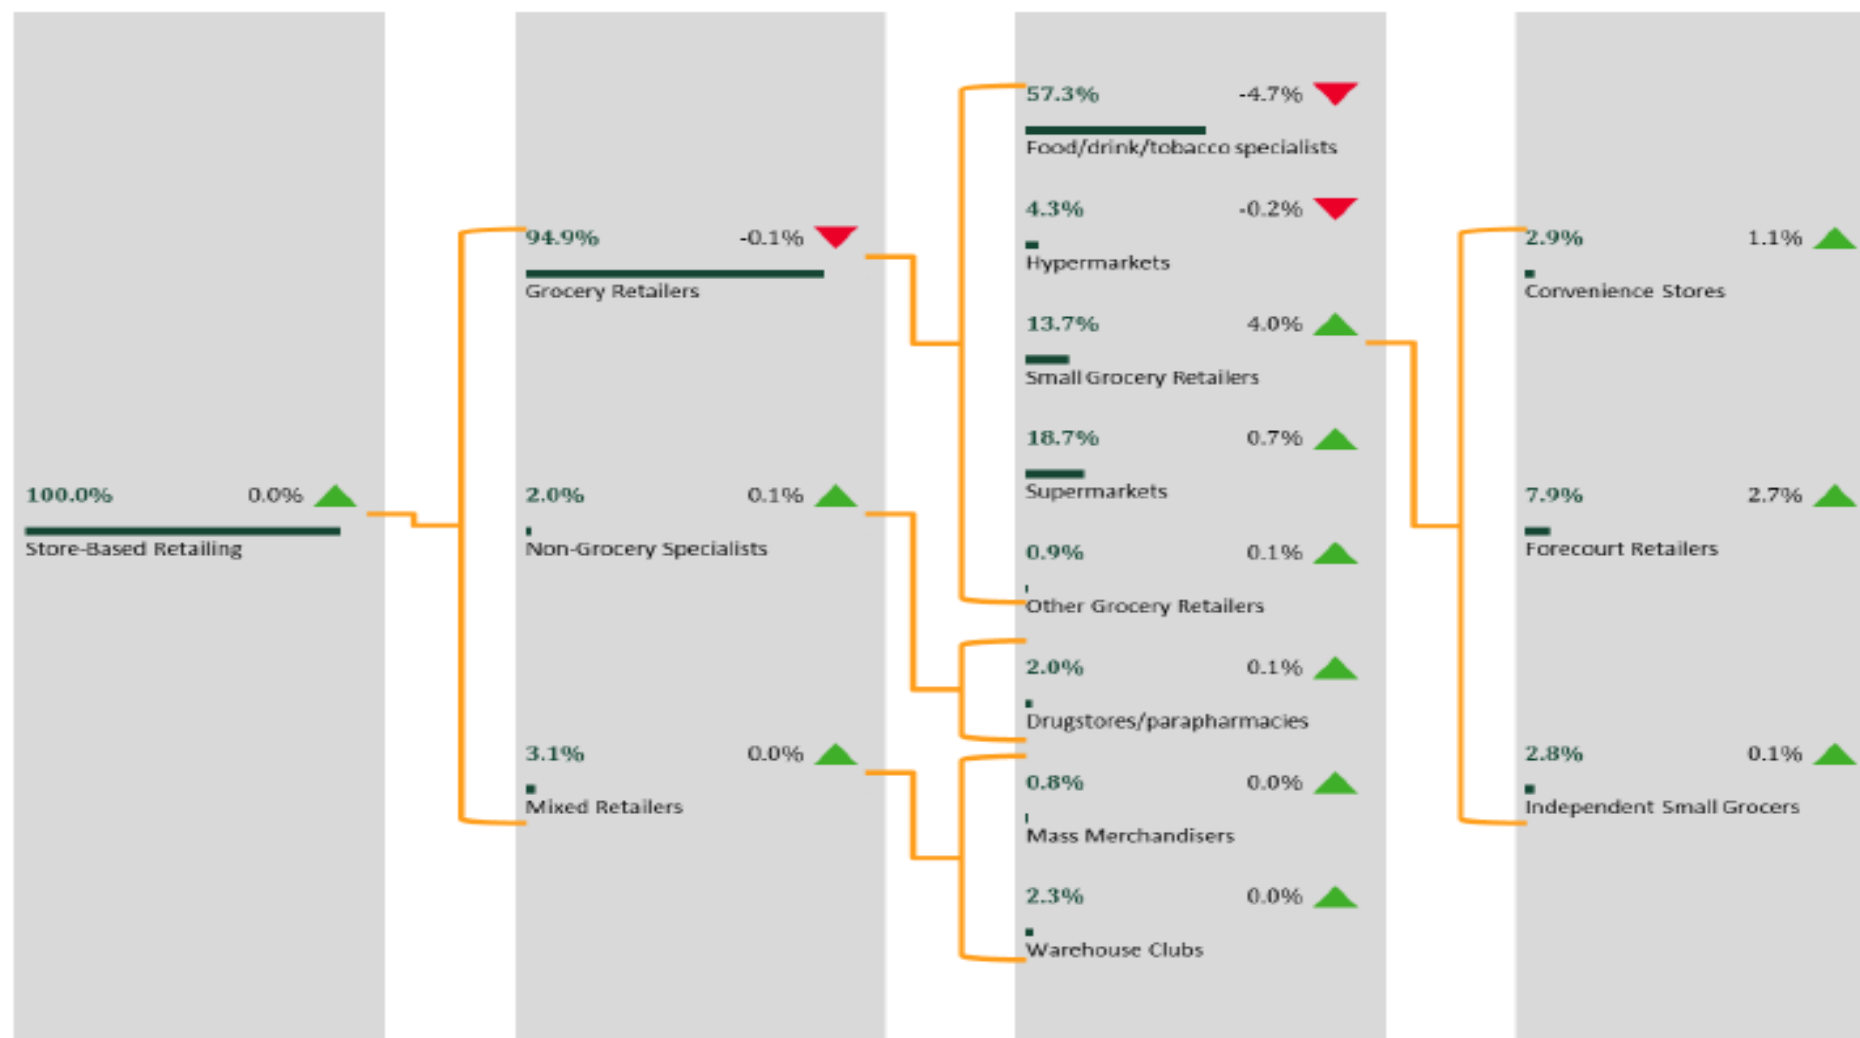 100.0% 0.0%
Store-Based Retailing
94.9% -0.1%
Grocery Retailers
2.0% 0.1%
Non-Grocery Specialists
3.1% 0.0%
Mixed Retailers
57.3% -4.7%
Food/drink/tobacco specialists
4.3% -0.2%
Hypermarkets
13.7% 4.0%
Small Grocery Retailers
18.7% 0.7%
Supermarkets
0.9% 0.1%
Other Grocery Retailers
2.0% 0.1%
Drugstores/parapharmacies
0.8% 0.0%
Mass Merchandisers
2.3% 0.0%
Warehouse Clubs
2.9% 1.1%
Convenience Stores
7.9% 2.7%
Forecourt Retailers
2.8% 0.1%
Independent Small Grocers